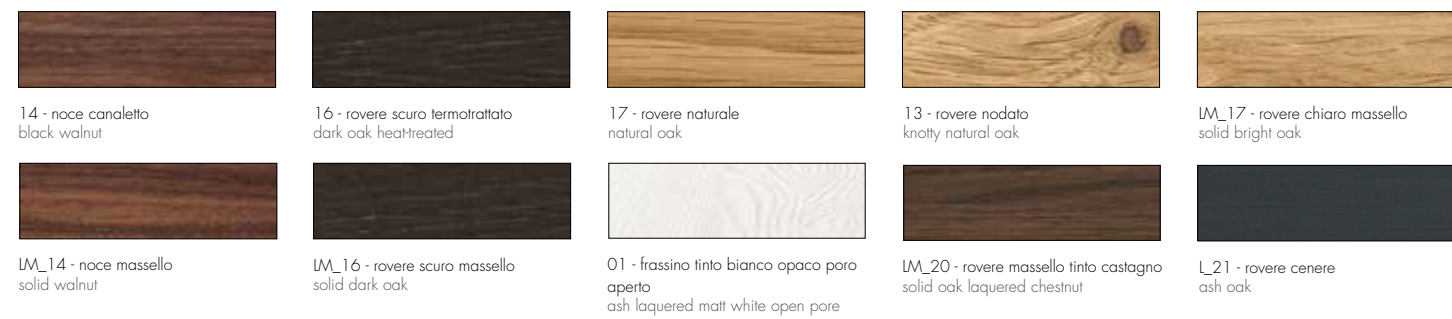 14 - noce canaletto
black walnut
16 - rovere scuro termotrattato
dark oak heat-treated
17 - rovere naturale
natural oak
13 - rovere nodato
knotty natural oak
LM_17 - rovere chiaro massello
solid bright oak
LM_14 - noce massello
solid walnut
LM_16 - rovere scuro massello
solid dark oak
01 - frassino tinto bianco opaco poro
aperto
ash laquered matt white open pore
LM_20 - rovere massello tinto castagno
solid oak laquered chestnut
L_21 - rovere cenere
ash oak